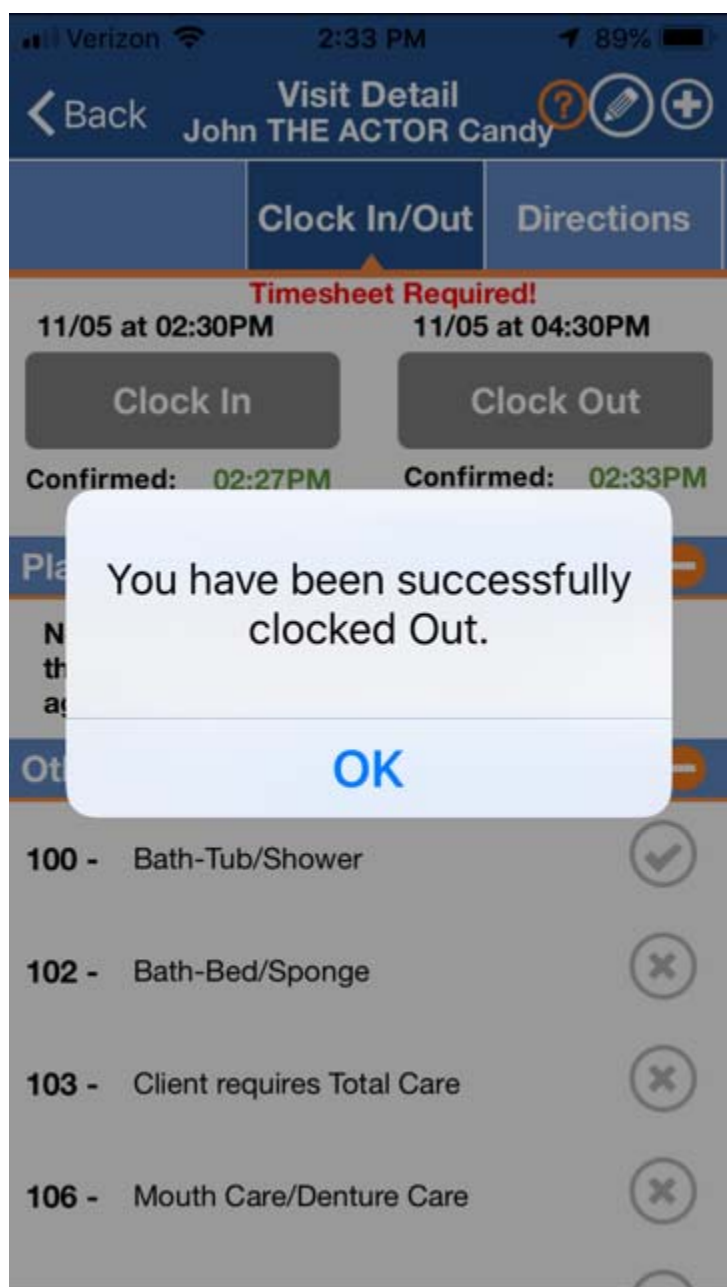 Verizon 2:33 PM 89%
Back Visit Detail ?
John THE ACTOR Candy
Clock In/Out Directions
Timesheet Required!
11/05 at 02:30PM 11/05 at 04:30PM
Clock In Clock Out
Confirmed: 02:27PM Confirmed: 02:33PM
You have been successfully
clocked Out.
OK
100 - Bath-Tub/Shower
102 - Bath-Bed/Sponge
103 - Client requires Total Care
106 - Mouth Care/Denture Care